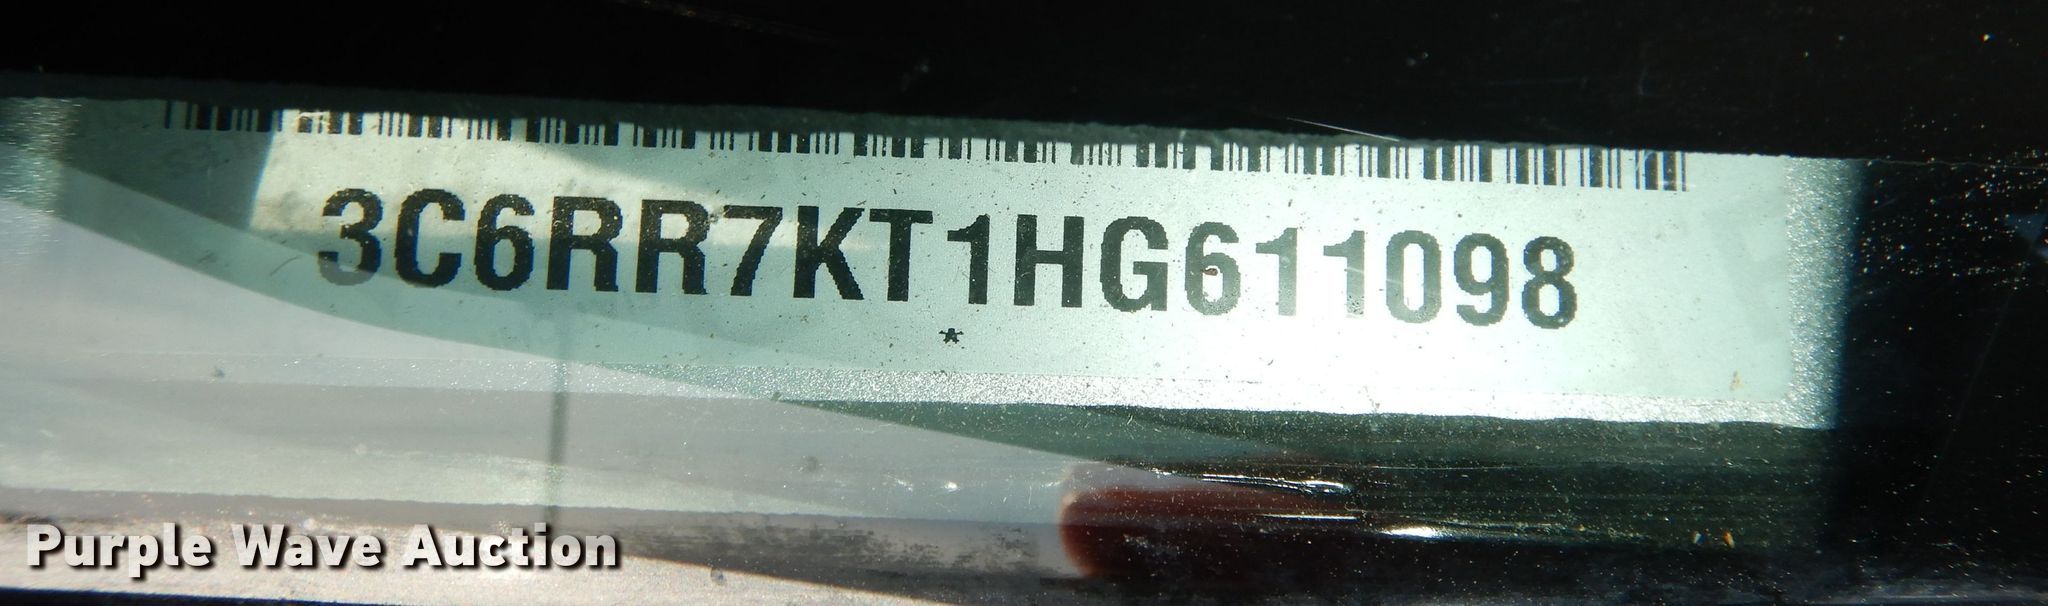 3C6RR7KT1HG611098
Purple Wave Auction